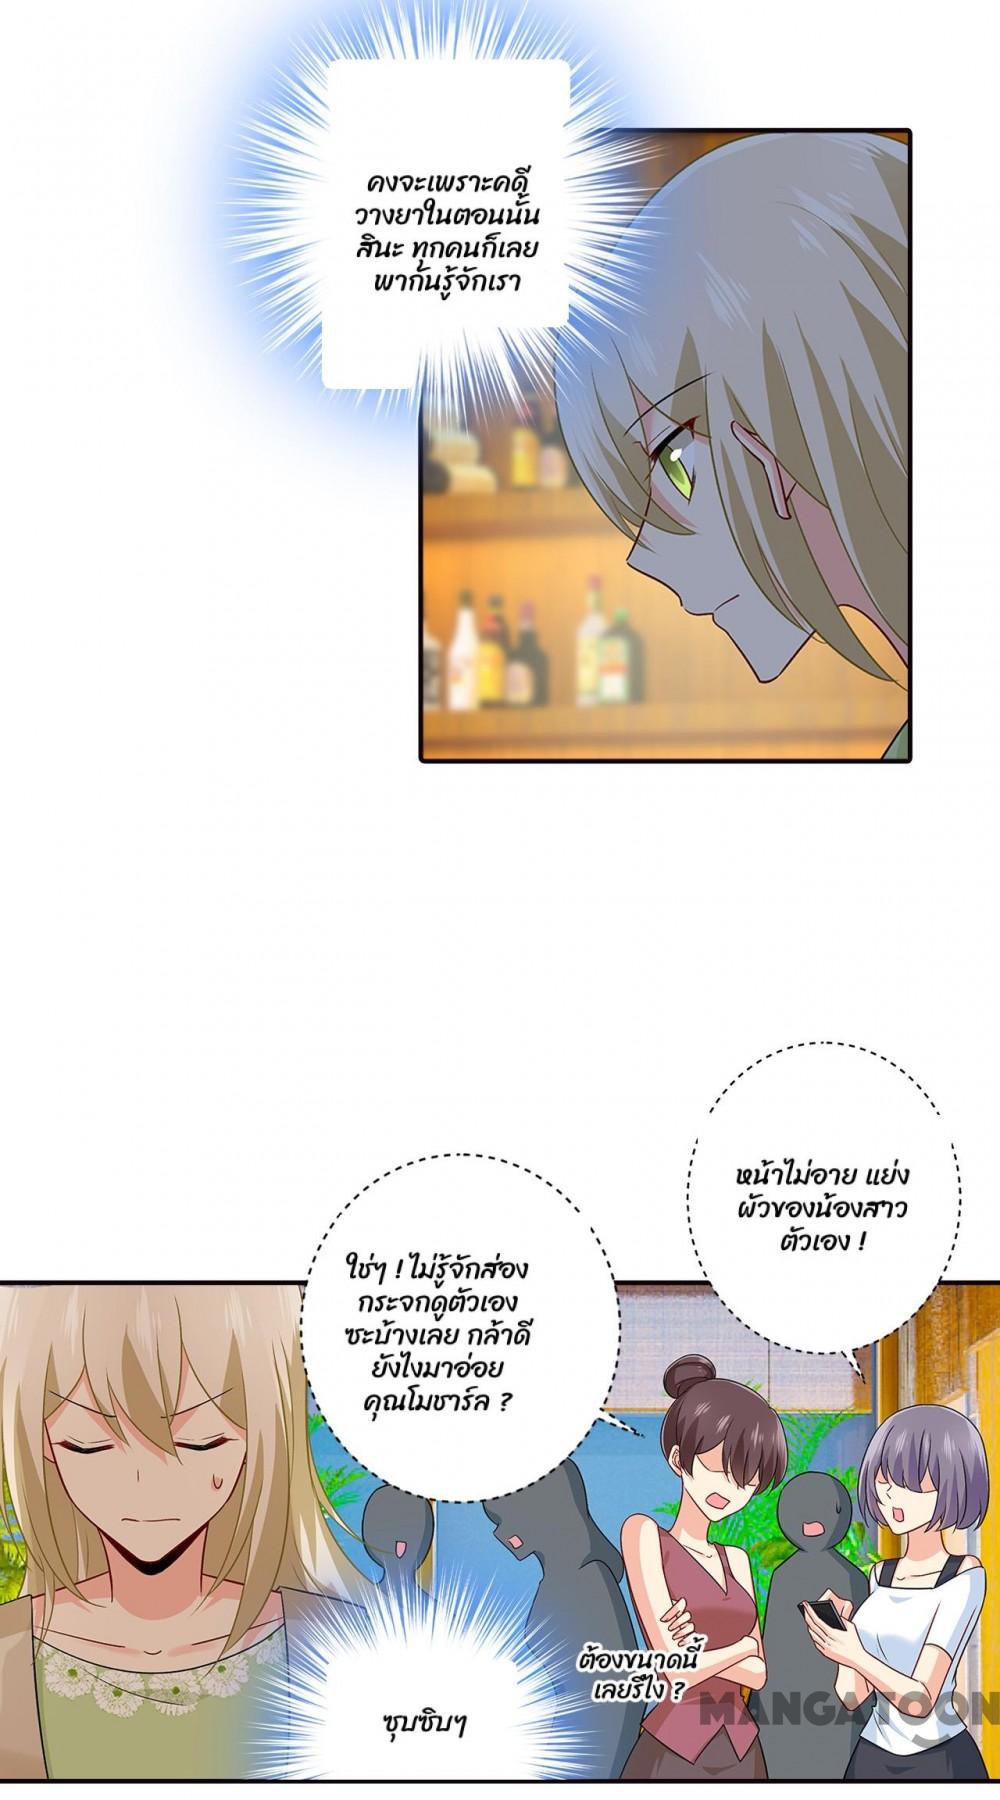 คงจะเพราะคดี
วางยาในตอนนั้น
สินะ ทุกคนก็เลย
พากันรู้จักเรา
หน้าไม่อาย แย่ง
ผัวของน้องสาว
ตัวเอง !
ใช่ๆ ! ไม่รู้จักส่อง
กระจกดูตัวเอง
ซะบ้างเลย กล้าดี
ยังไงมาอ่อย
คุณโมชาร์ล ?
ต้องขนาดนี้
เลยรึไง ?
ซุบซิบๆ
MANGATOON